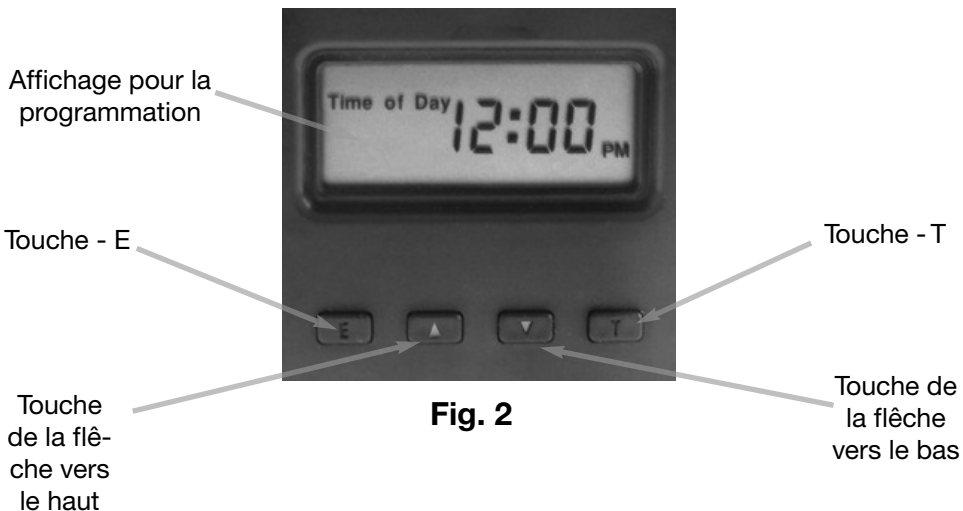 Affichage pour la
programmation
Time of Day 12:00 PM
Touche - E
Touche - T
E
T
Touche
de la flê-
che vers
le haut
Fig. 2
Touche de
la flêche
vers le bas